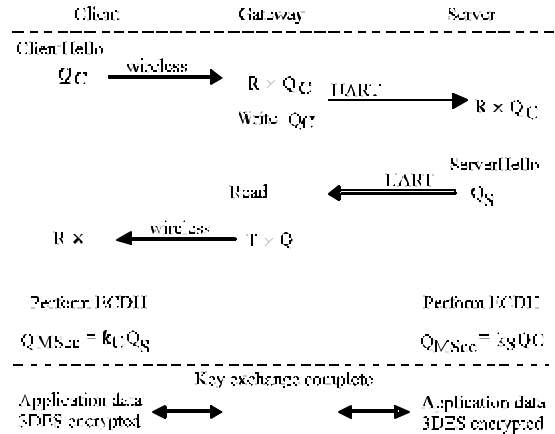 Client Gateway Server
ClientHello
QC wireless R × QC UART R × QC
Write QC
ServerHello
Read UART QS
R × wireless T × Q
Perform ECDH Perform ECDH
QMSec = kCQS QMSec = kSQC
Key exchange complete
Application data Application data
3DES encrypted 3DES encrypted